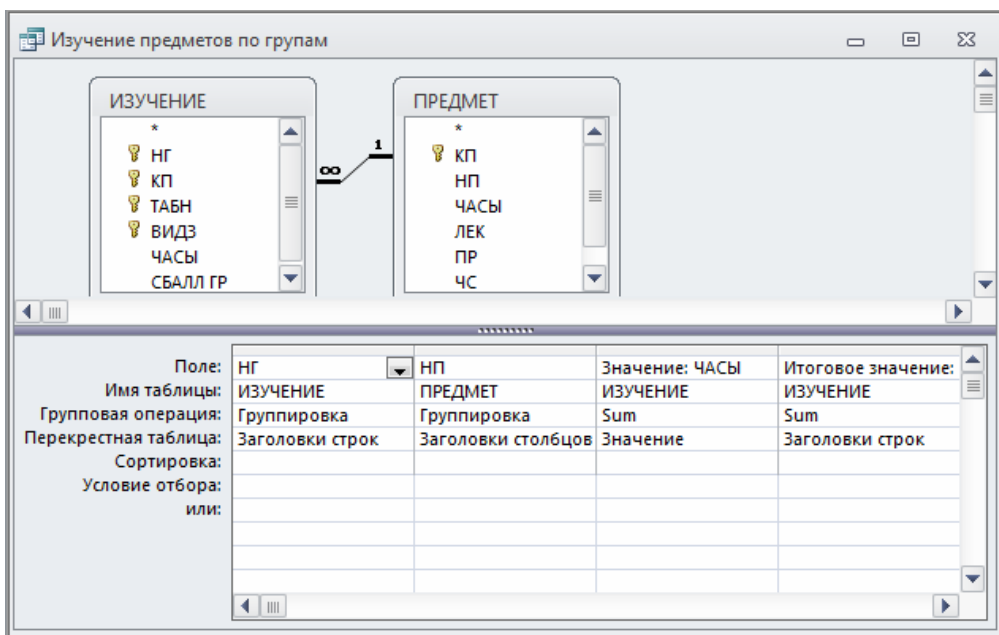 Изучение предметов по групам
ИЗУЧЕНИЕ
*
НГ
КП
ТАБН
ВИДЗ
ЧАСЫ
СБАЛЛ ГР
∞
1
ПРЕДМЕТ
*
КП
НП
ЧАСЫ
ЛЕК
ПР
ЧС
Поле: НГ НП Значение: ЧАСЫ Итоговое значение:
Имя таблицы: ИЗУЧЕНИЕ ПРЕДМЕТ ИЗУЧЕНИЕ ИЗУЧЕНИЕ
Групповая операция: Группировка Группировка Sum Sum
Перекрестная таблица: Заголовки строк Заголовки столбцов Значение Заголовки строк
Сортировка:
Условие отбора:
или: